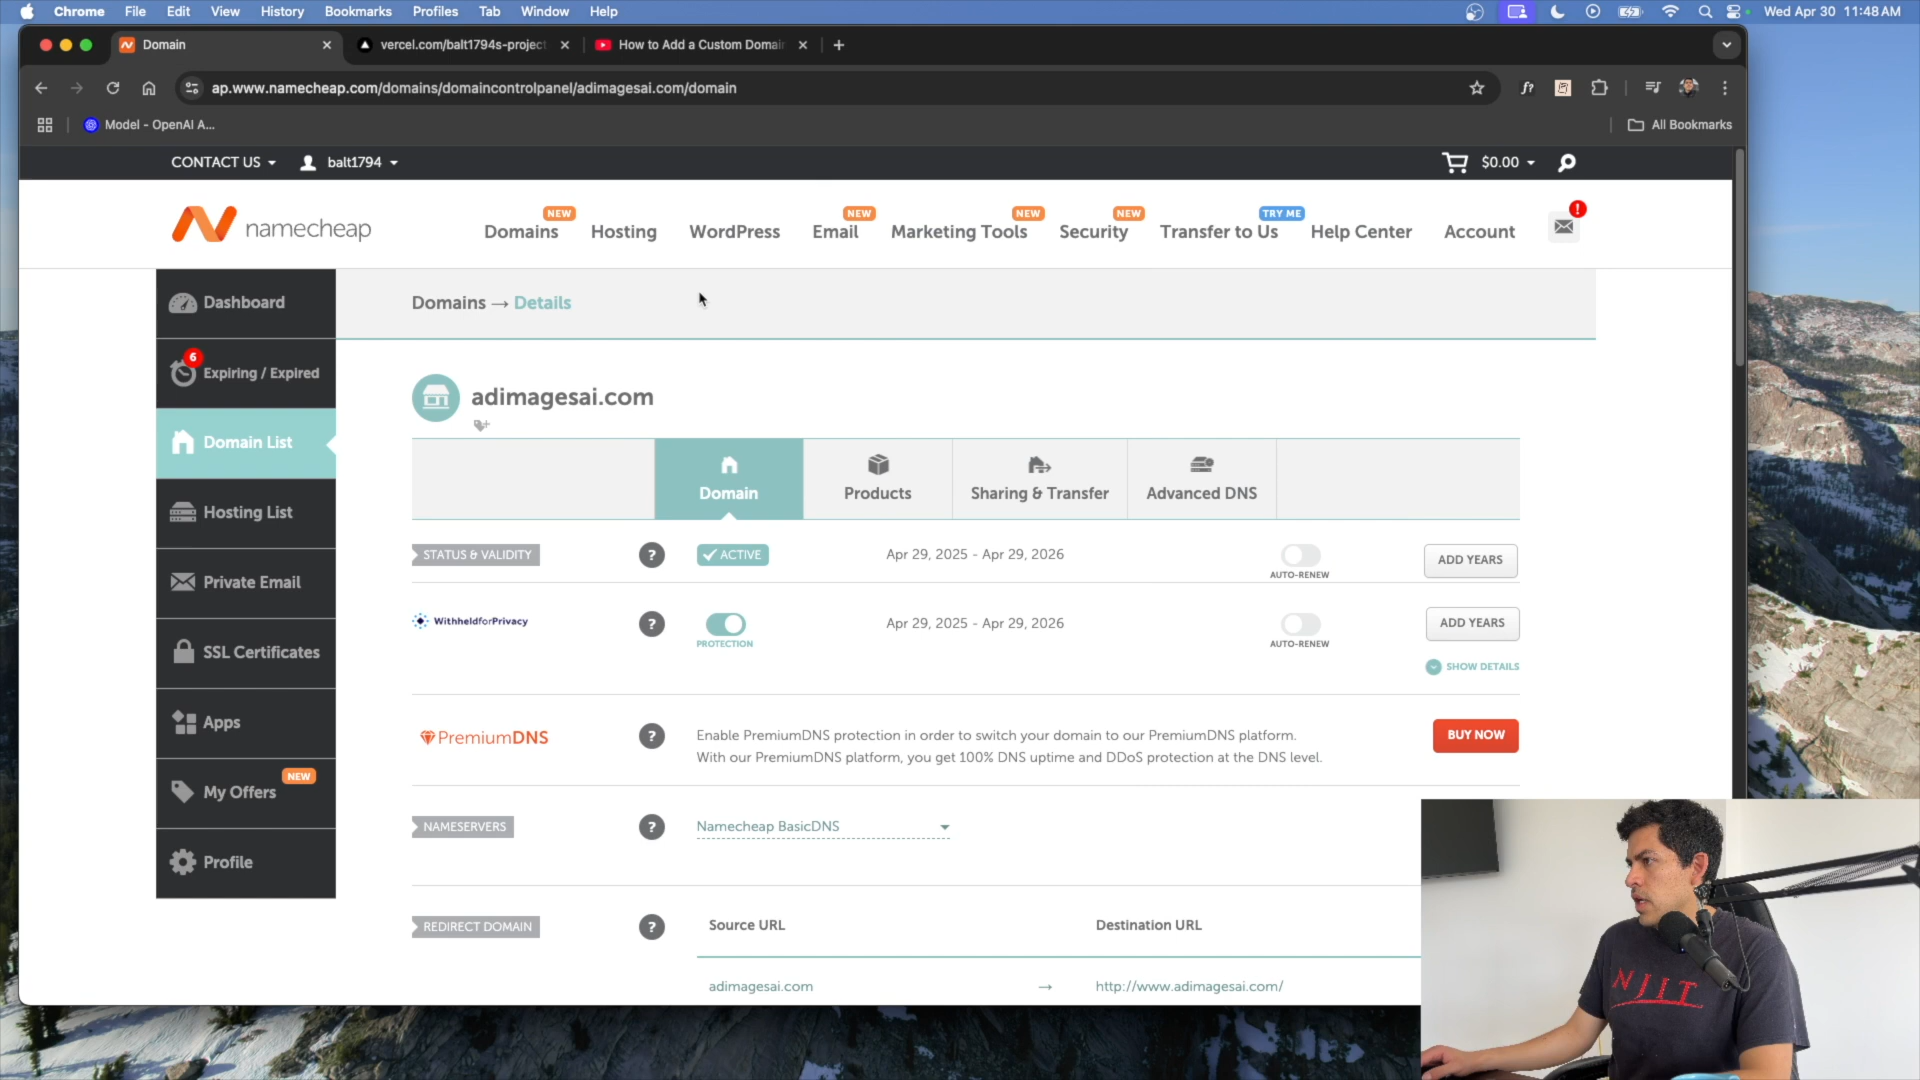 Chrome File Edit View History Bookmarks Profiles Tab Window Help Wed Apr 30 11:48 AM
Domain vercel.com/balt1794s-project How to Add a Custom Domain
ap.www.namecheap.com/domains/domaincontrolpanel/adimagesai.com/domain
Model - OpenAI A... All Bookmarks
CONTACT US balt1794 $0.00
namecheap
NEW NEW NEW NEW TRY ME
Domains Hosting WordPress Email Marketing Tools Security Transfer to Us Help Center Account
Dashboard
6
Expiring / Expired
Domain List
Hosting List
Private Email
SSL Certificates
Apps
NEW
My Offers
Profile
Domains → Details
adimagesai.com
Domain Products Sharing & Transfer Advanced DNS
STATUS & VALIDITY ? ACTIVE Apr 29, 2025 - Apr 29, 2026 AUTO-RENEW ADD YEARS
WithheldforPrivacy ? PROTECTION Apr 29, 2025 - Apr 29, 2026 AUTO-RENEW ADD YEARS
SHOW DETAILS
PremiumDNS ? Enable PremiumDNS protection in order to switch your domain to our PremiumDNS platform. BUY NOW
With our PremiumDNS platform, you get 100% DNS uptime and DDoS protection at the DNS level.
NAMESERVERS ? Namecheap BasicDNS
REDIRECT DOMAIN ? Source URL Destination URL
adimagesai.com → http://www.adimagesai.com/
NJIT